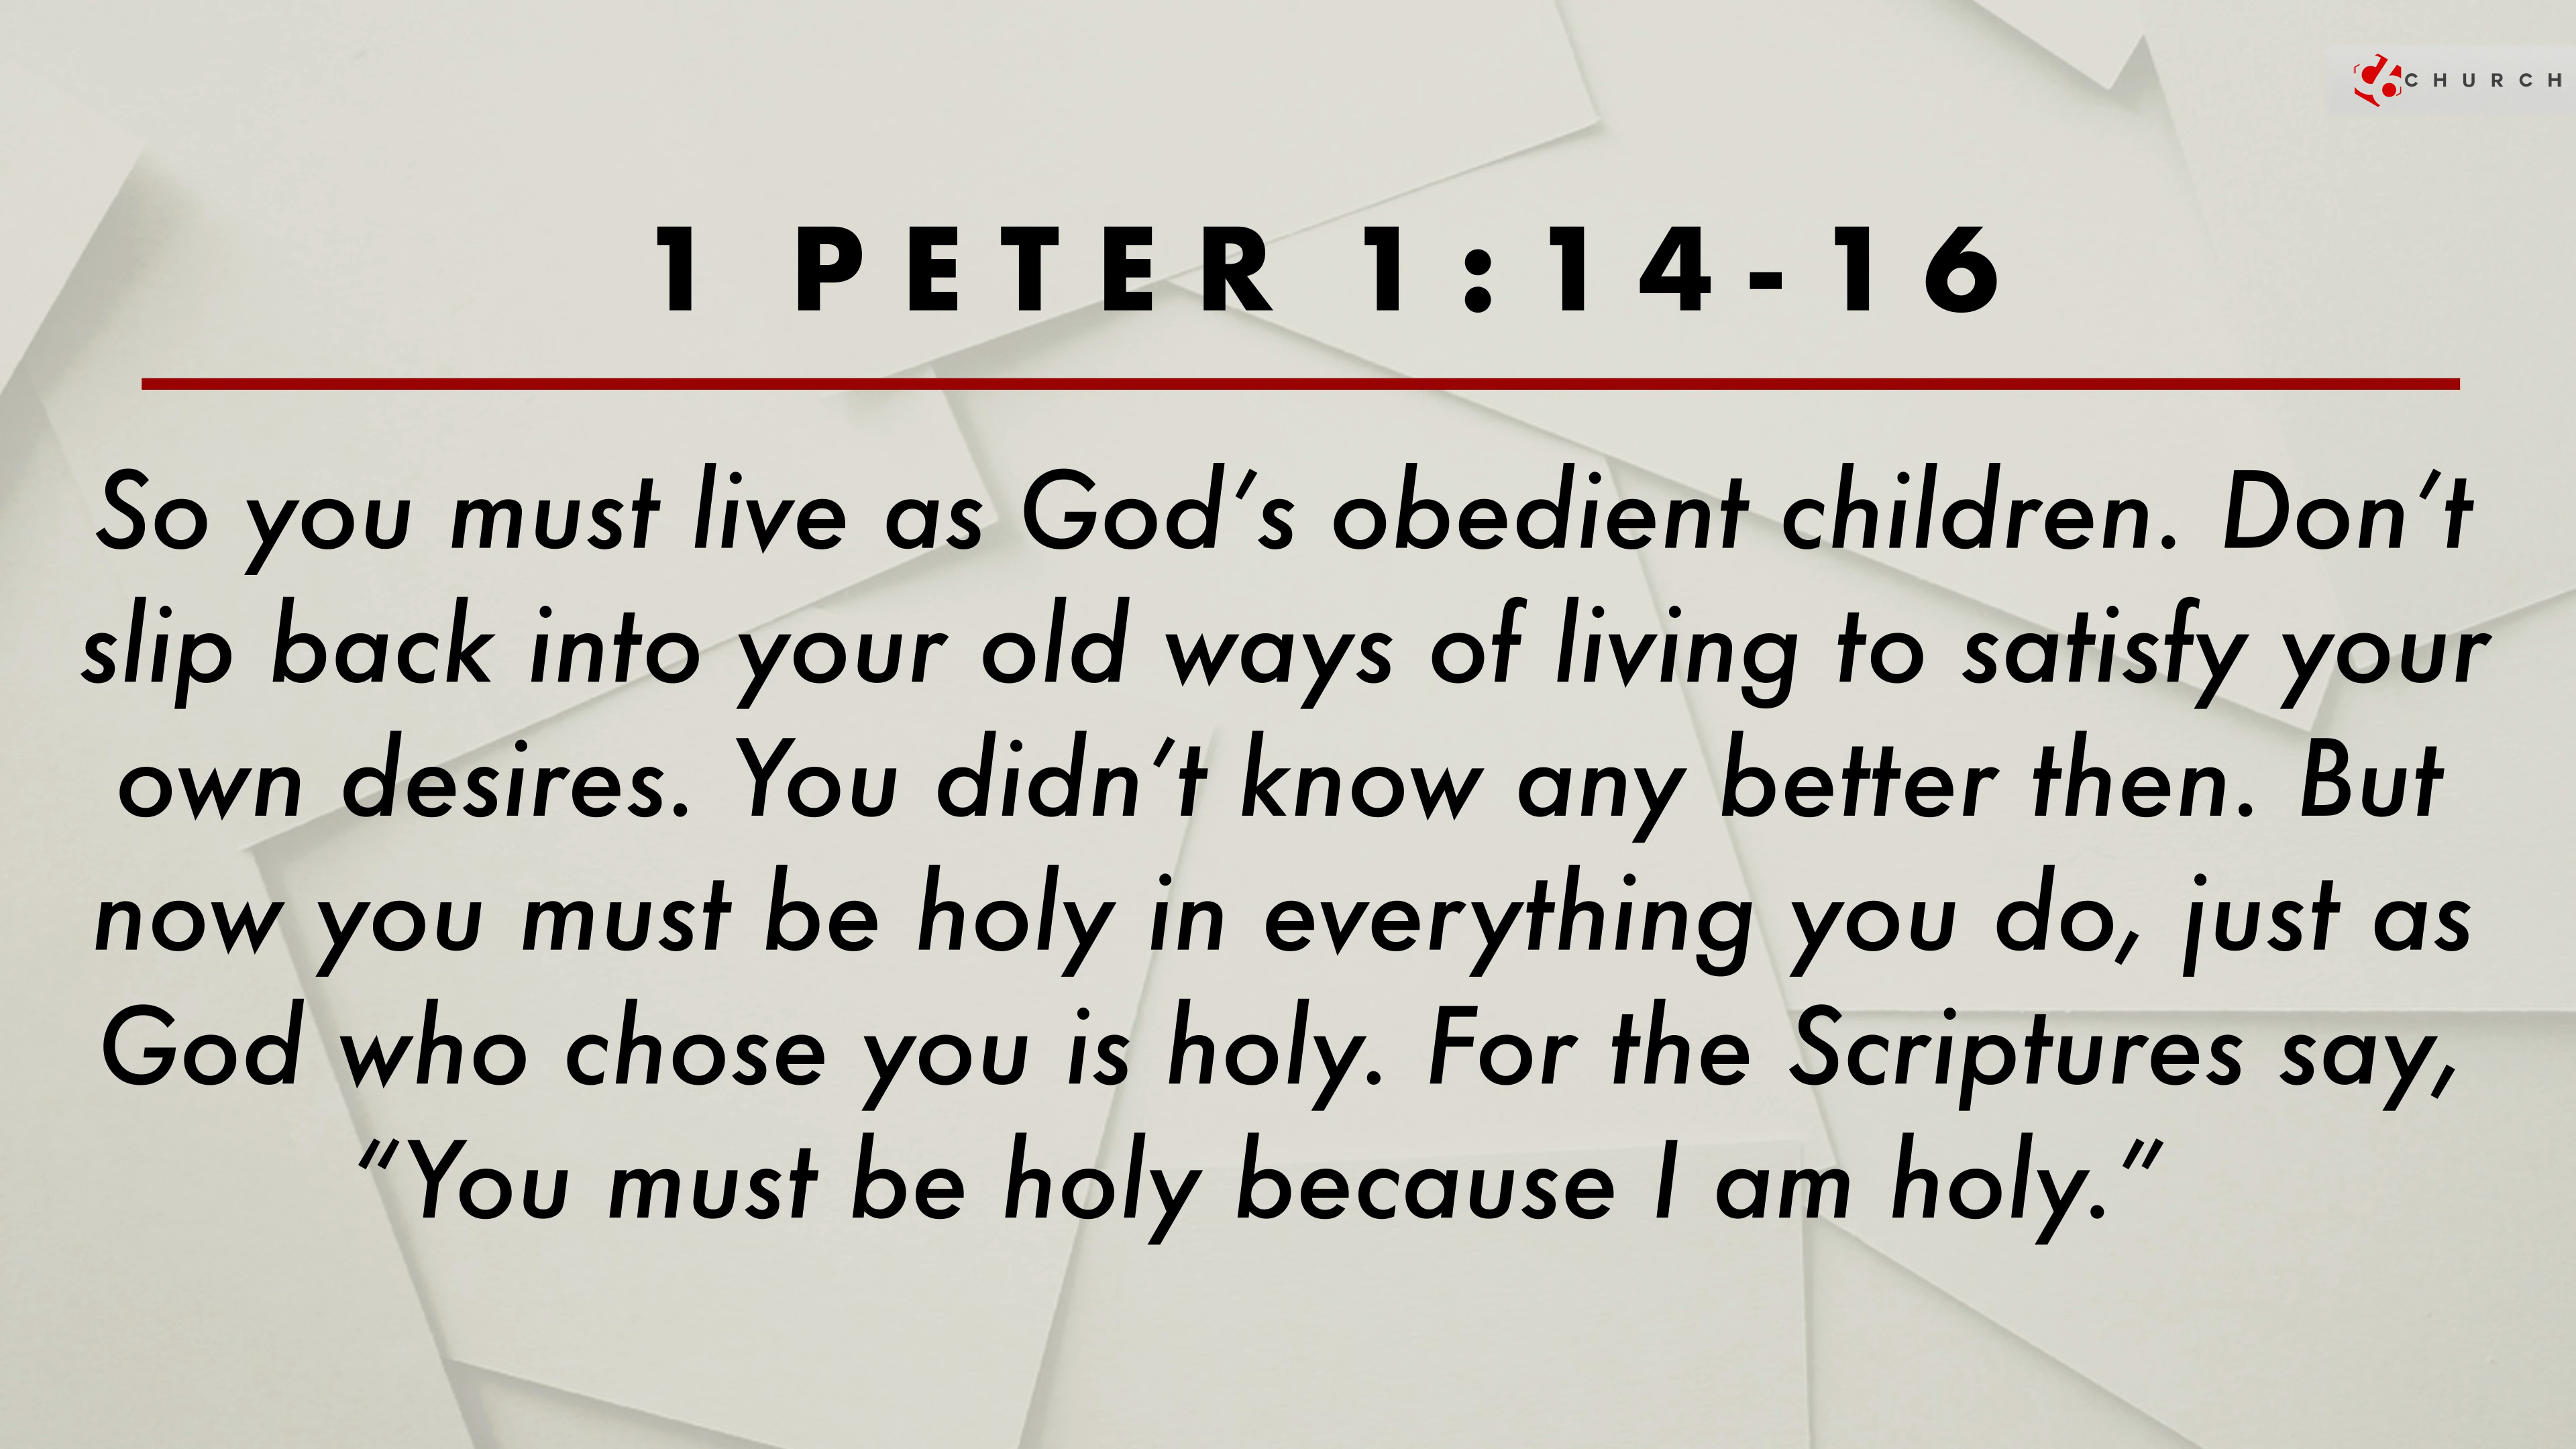 CHURCH
1 PETER 1:14-16
So you must live as God’s obedient children. Don’t
slip back into your old ways of living to satisfy your
own desires. You didn’t know any better then. But
now you must be holy in everything you do, just as
God who chose you is holy. For the Scriptures say,
“You must be holy because I am holy.”